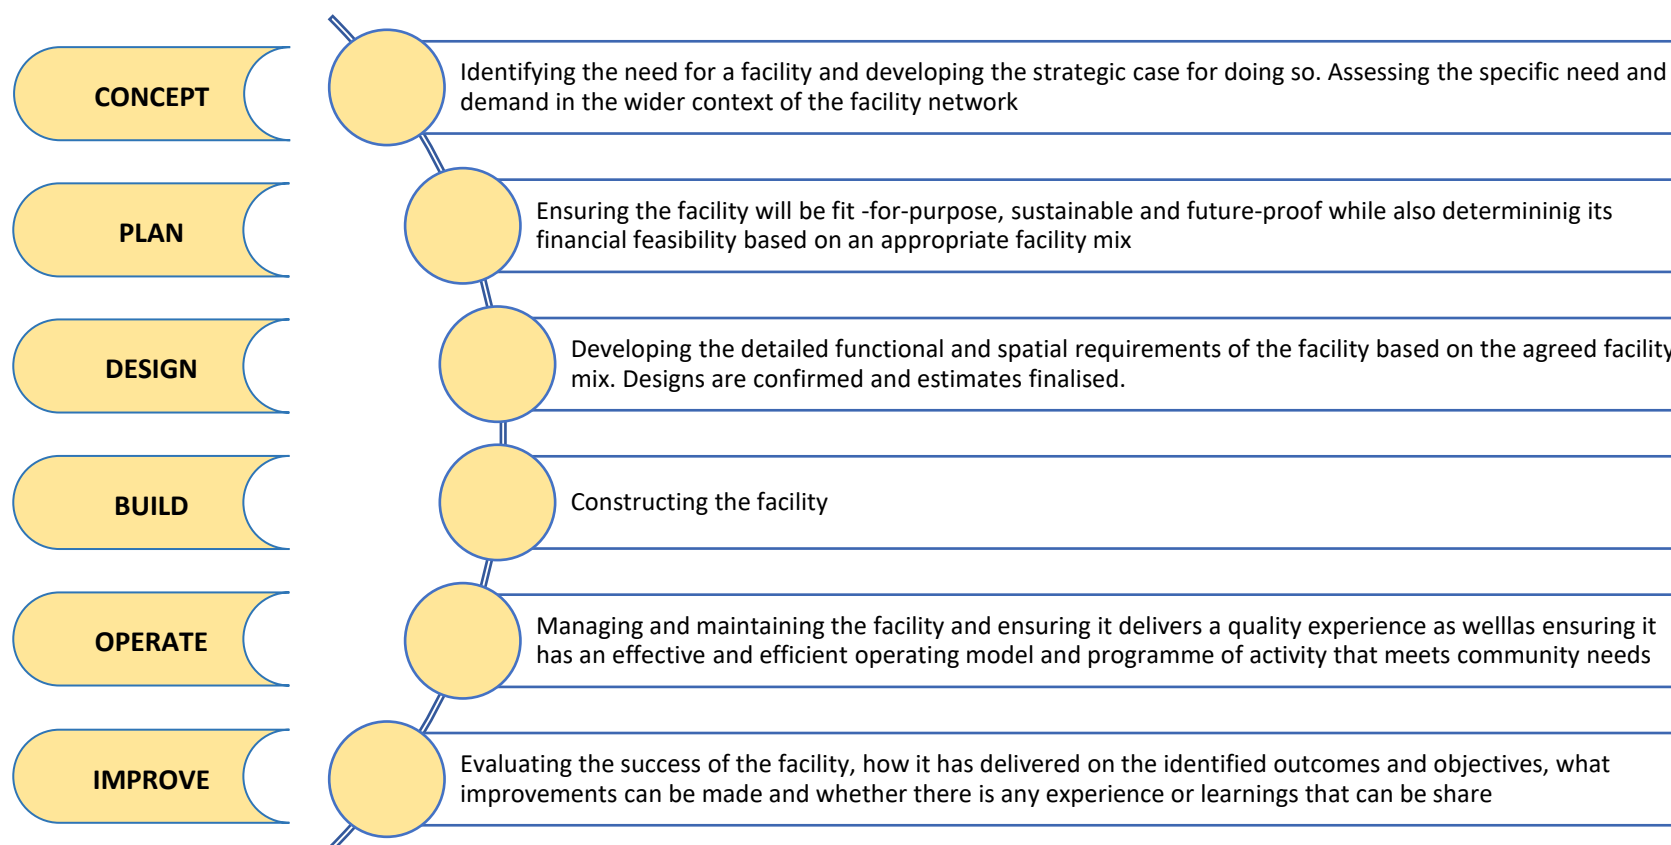 CONCEPT
Identifying the need for a facility and developing the strategic case for doing so. Assessing the specific need and
demand in the wider context of the facility network
PLAN
Ensuring the facility will be fit -for-purpose, sustainable and future-proof while also determininig its
financial feasibility based on an appropriate facility mix
DESIGN
Developing the detailed functional and spatial requirements of the facility based on the agreed facility
mix. Designs are confirmed and estimates finalised.
BUILD
Constructing the facility
OPERATE
Managing and maintaining the facility and ensuring it delivers a quality experience as welllas ensuring it
has an effective and efficient operating model and programme of activity that meets community needs
IMPROVE
Evaluating the success of the facility, how it has delivered on the identified outcomes and objectives, what
improvements can be made and whether there is any experience or learnings that can be share